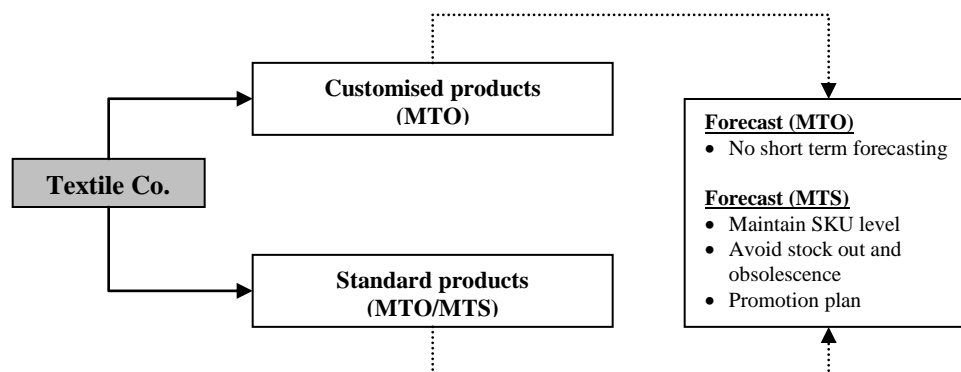 Customised products
(MTO)
Forecast (MTO)
• No short term forecasting
Textile Co.
Forecast (MTS)
• Maintain SKU level
• Avoid stock out and
obsolescence
• Promotion plan
Standard products
(MTO/MTS)